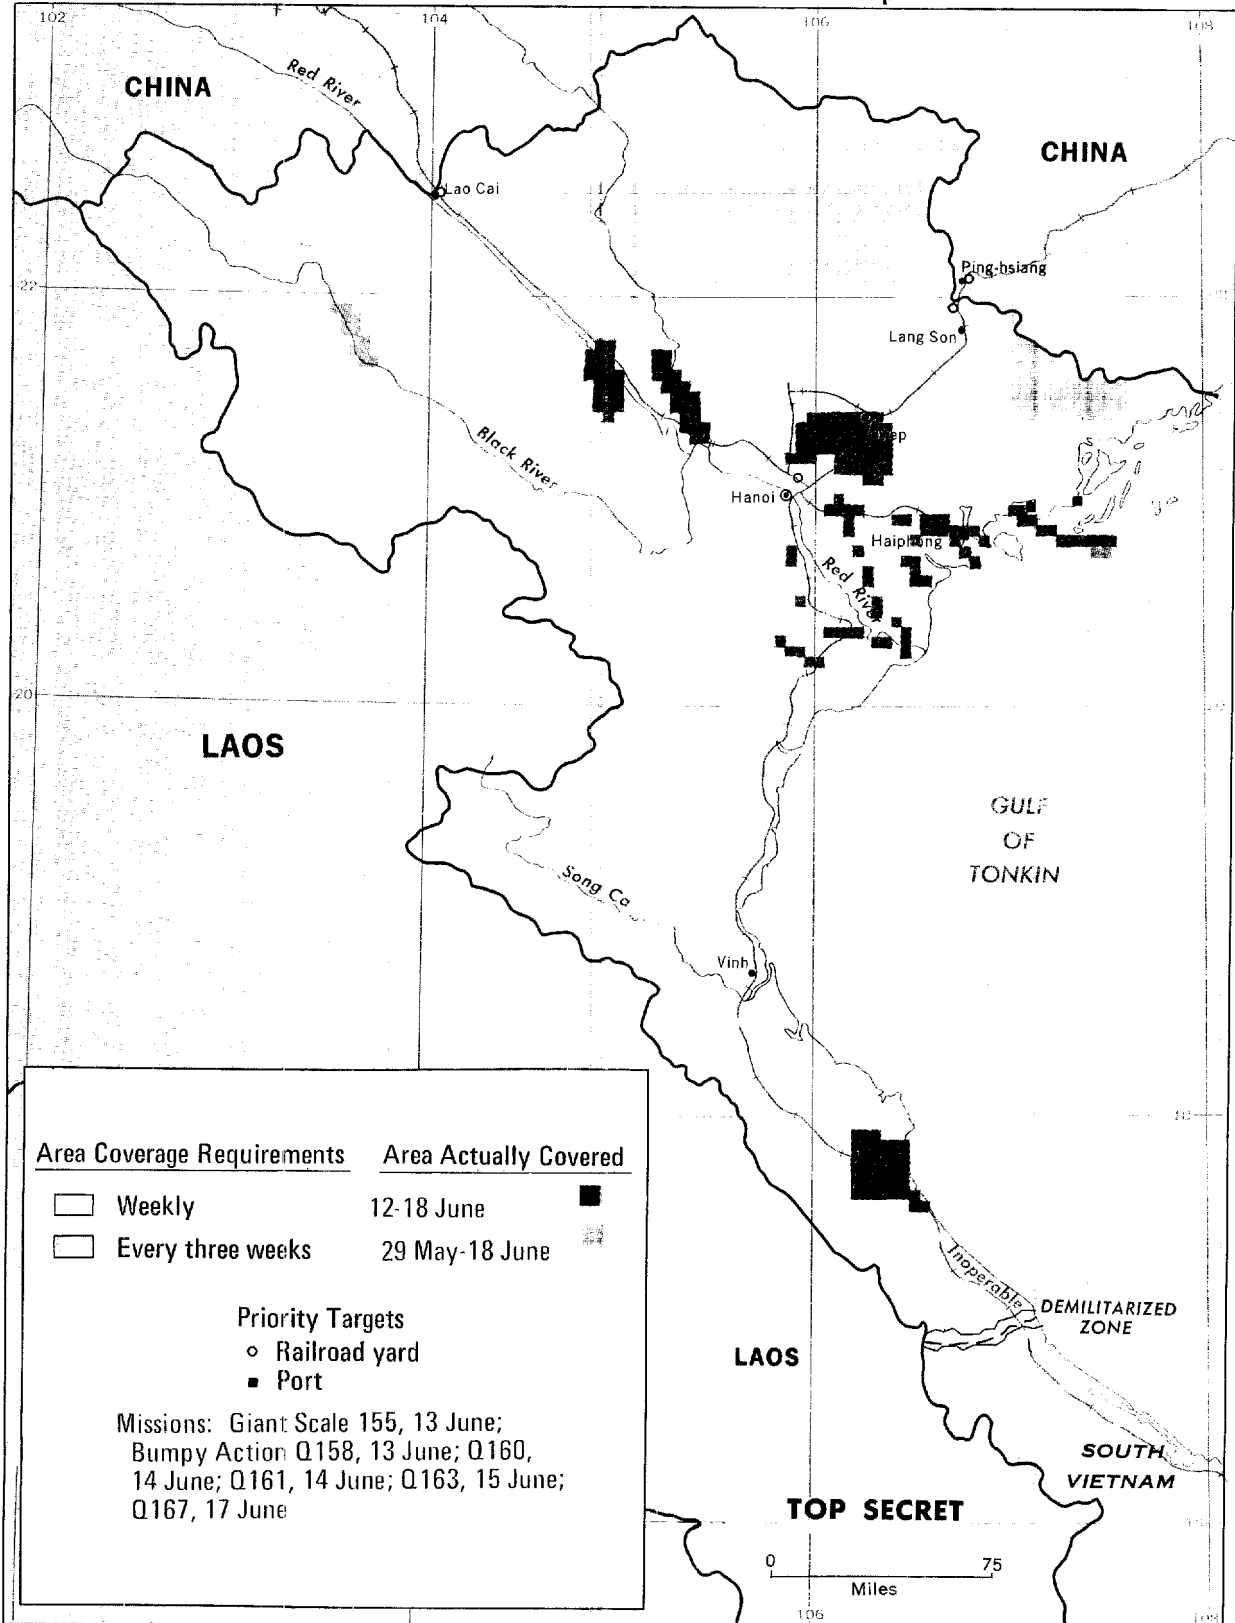 102
104
106
108
CHINA
Red River
CHINA
Lao Cai
Ping-hsiang
22
Lang Son
Black River
Hanoi
Haiphong
Red River
20
LAOS
GULF
OF
TONKIN
Song Ca
Vinh
18
Area Coverage Requirements
Area Actually Covered
Weekly
12-18 June
Every three weeks
29 May-18 June
Priority Targets
Railroad yard
Port
Missions: Giant Scale 155, 13 June;
Bumpy Action Q158, 13 June; Q160,
14 June; Q161, 14 June; Q163, 15 June;
Q167, 17 June
Inoperable
DEMILITARIZED
ZONE
LAOS
SOUTH
VIETNAM
TOP SECRET
0
75
Miles
106
108